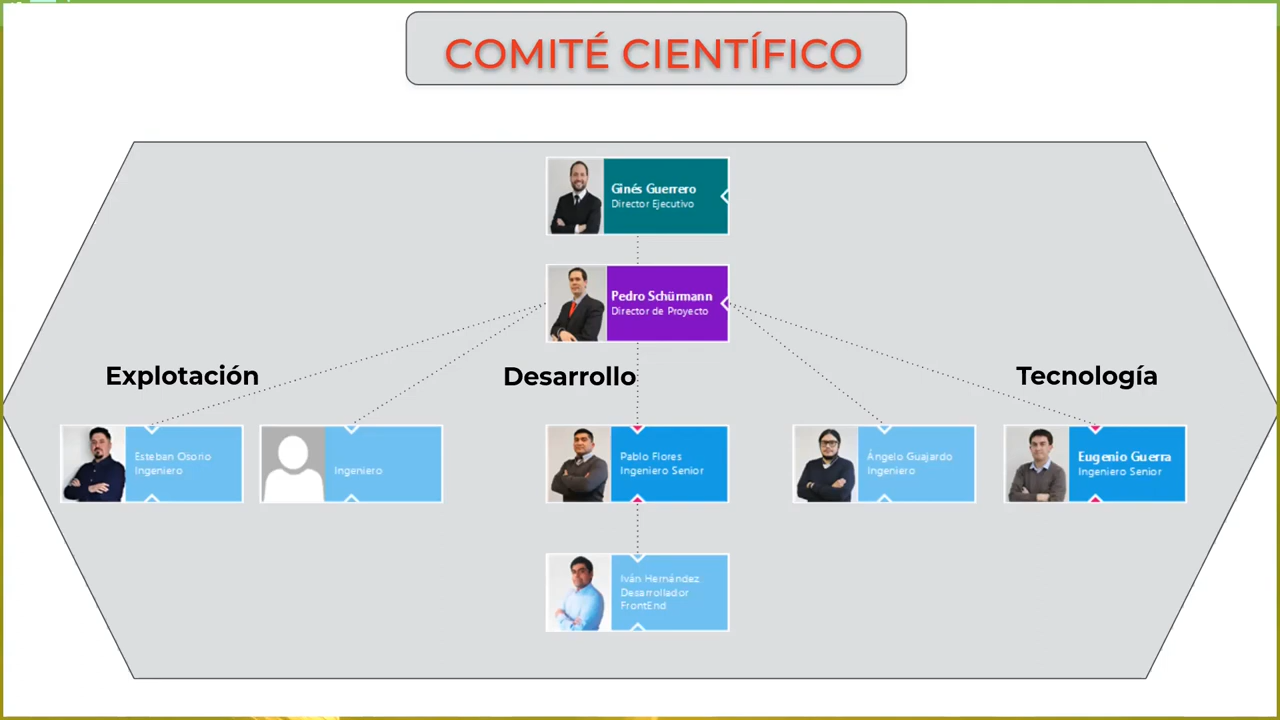 COMITÉ CIENTÍFICO
Ginés Guerrero
Director Ejecutivo
Pedro Schürmann
Director de Proyecto
Explotación
Desarrollo
Tecnología
Esteban Osorio
Ingeniero
Ingeniero
Pablo Flores
Ingeniero Senior
Ángelo Guajardo
Ingeniero
Eugenio Guerra
Ingeniero Senior
Iván Hernández
Desarrollador
FrontEnd